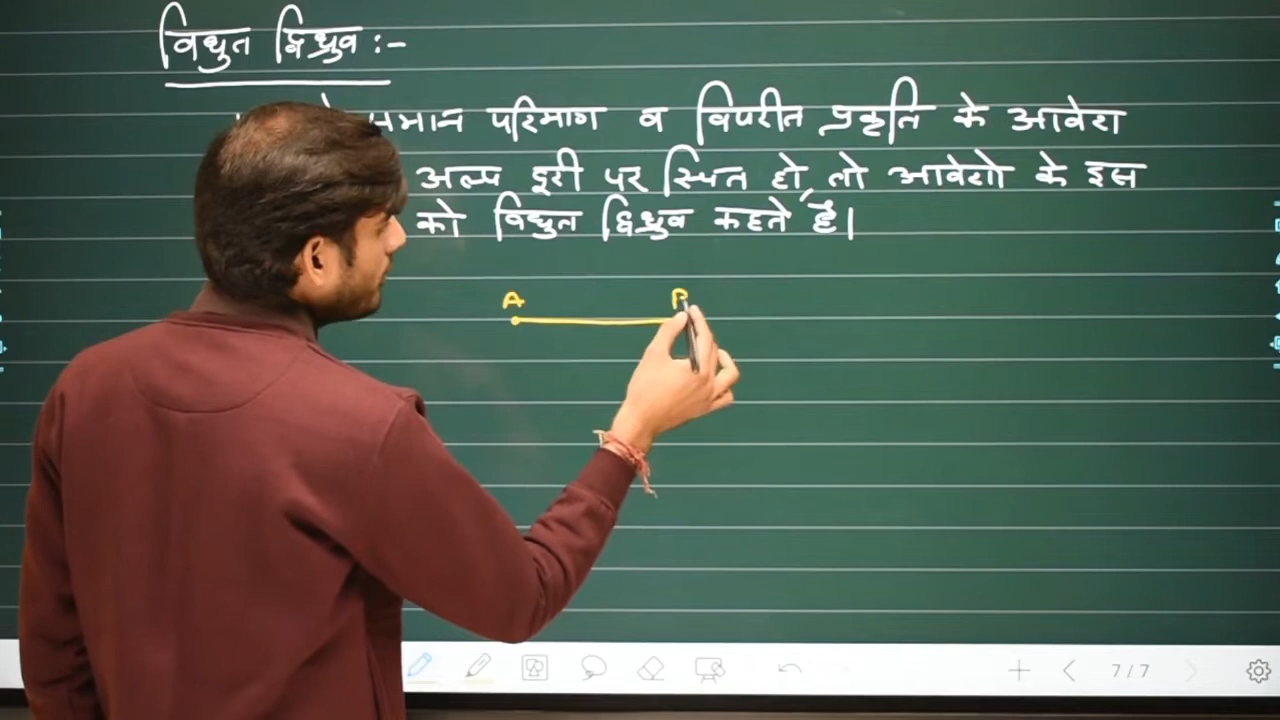 विद्युत द्विध्रुव :-
समान परिमाण व विपरीत प्रकृति के आवेश
अल्प दूरी पर स्थित हो, तो आवेशो के इस
को विद्युत द्विध्रुव कहते है।
A
7/7